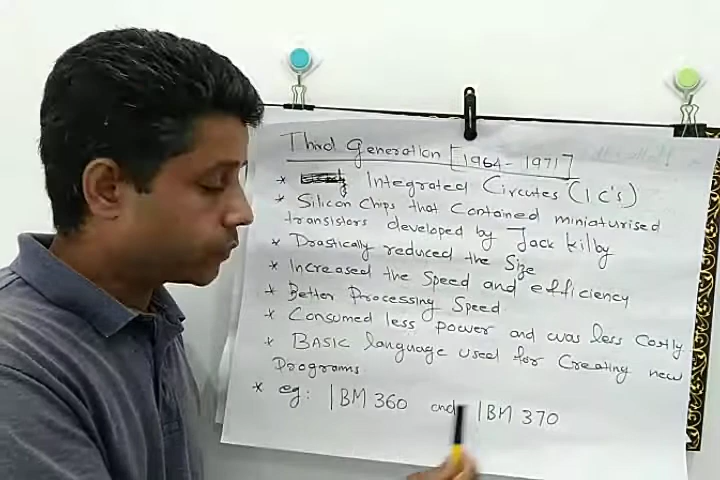 Third Generation [1964-1971]
* Integrated Circutes (IC's)
* Silicon Chips that Contained miniaturised
transistors developed by Jack Kilby
* Drastically reduced the Size
* Increased the Speed and efficiency
* Better Processing Speed
* Consumed less power and was less Costly
* BASIC language used for Creating new
Programs
* eg: IBM 360 and IBM 370